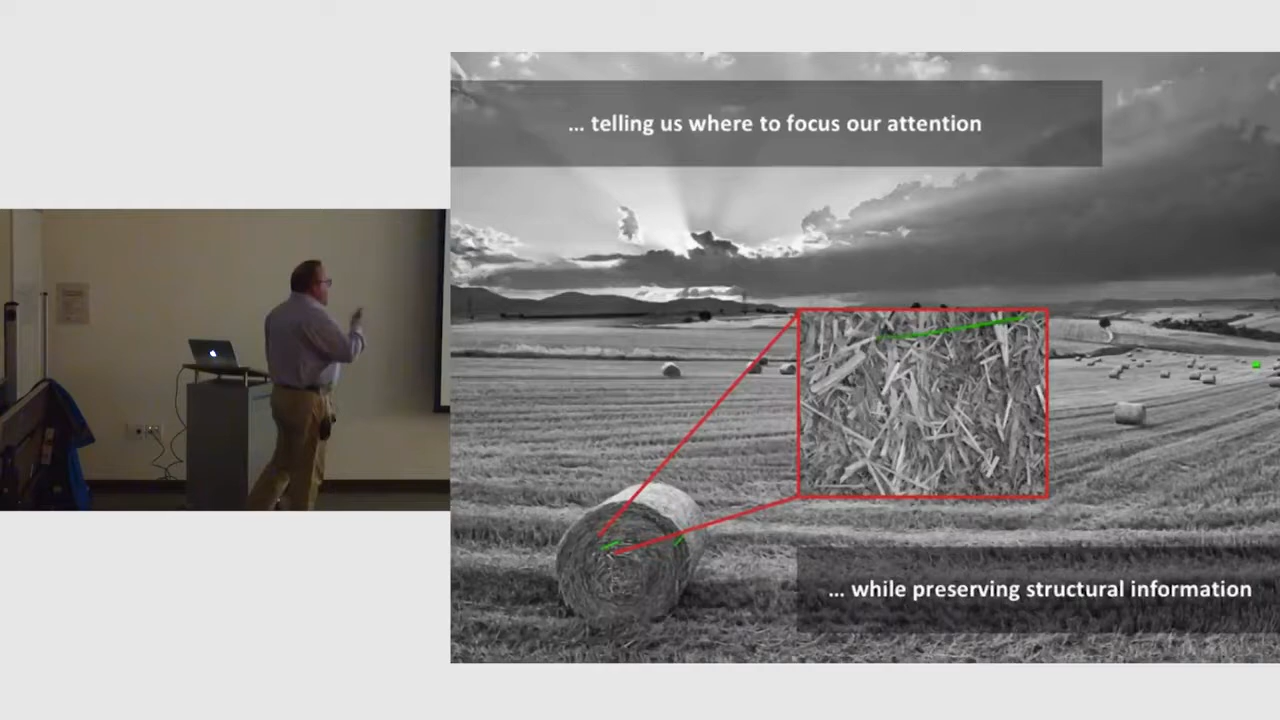 ... telling us where to focus our attention
... while preserving structural information